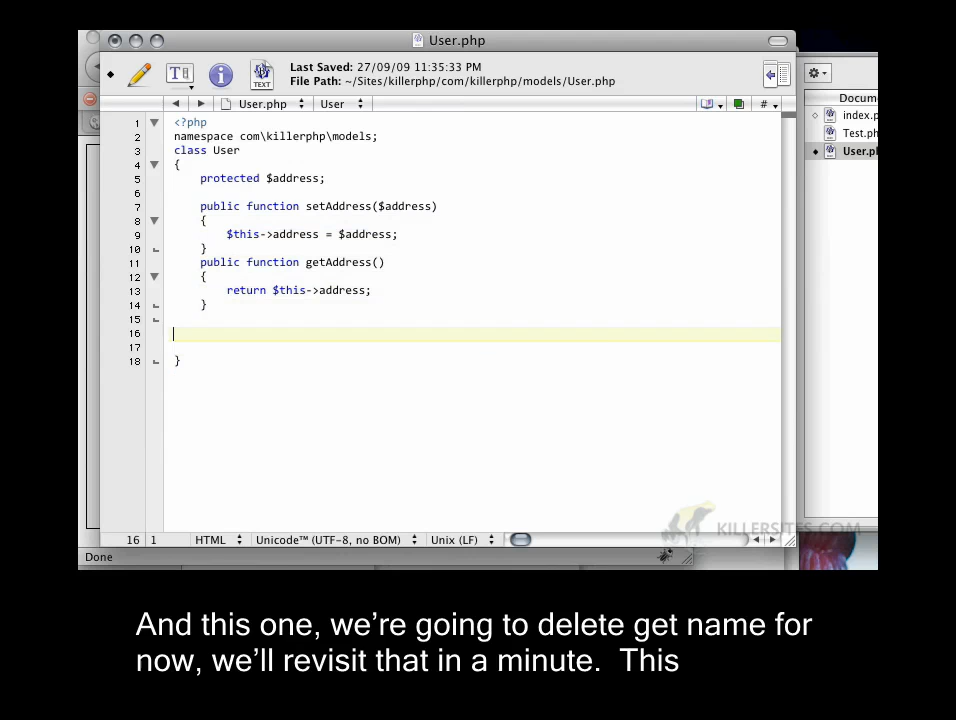 User.php
Last Saved: 27/09/09 11:35:33 PM
File Path: ~/Sites/killerphp/com/killerphp/models/User.php
TEXT
User.php User #
Docum
index.p
Test.ph
User.pl
1 <?php
2 namespace com\killerphp\models;
3 class User
4 {
5 protected $address;
6
7 public function setAddress($address)
8 {
9 $this->address = $address;
10 }
11 public function getAddress()
12 {
13 return $this->address;
14 }
15
16
17
18 }
KILLERSITES.COM
16 1 HTML Unicode™ (UTF-8, no BOM) Unix (LF)
Done
And this one, we’re going to delete get name for
now, we’ll revisit that in a minute.  This